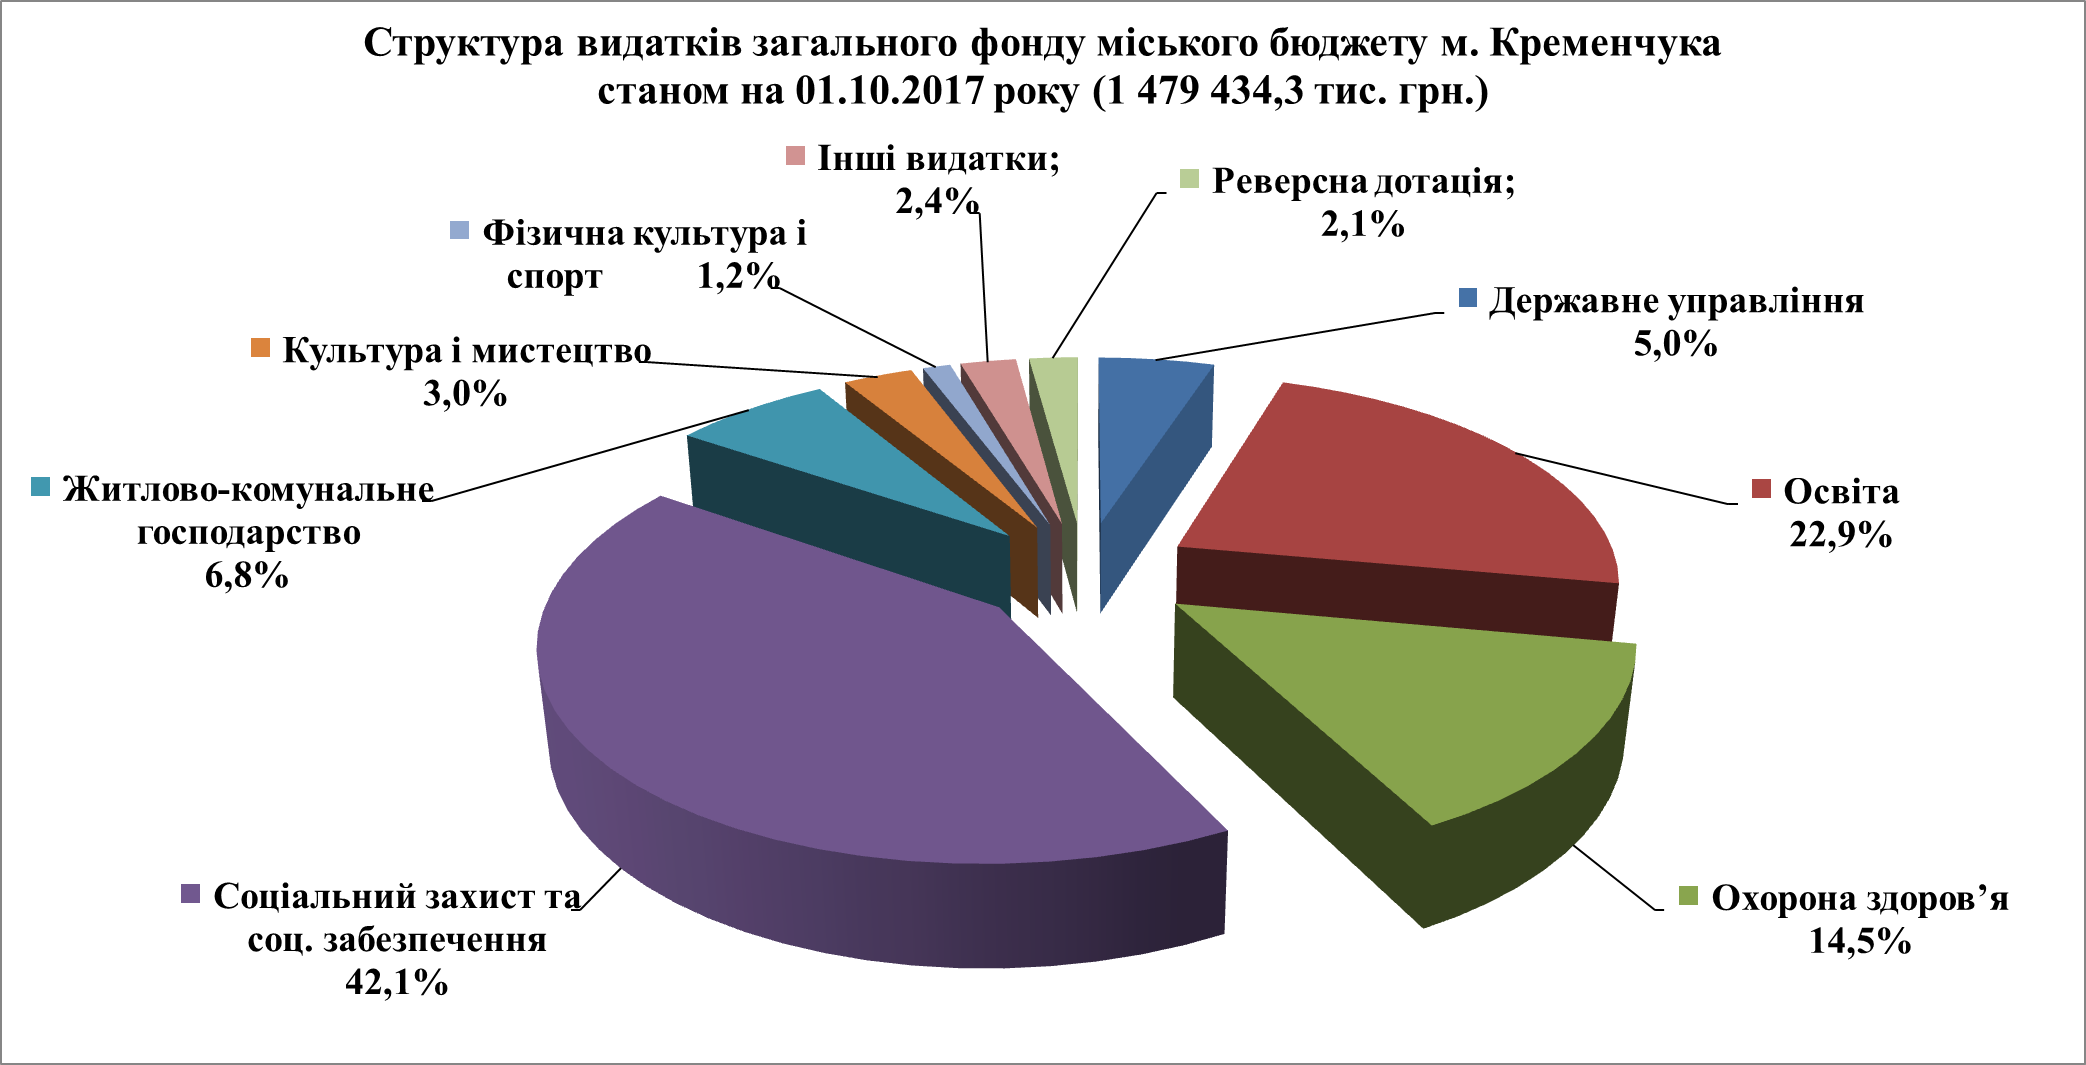 Структура видатків загального фонду міського бюджету м. Кременчука
станом на 01.10.2017 року (1 479 434,3 тис. грн.)
Інші видатки;
2,4%
Реверсна дотація;
2,1%
Фізична культура і
спорт 1,2%
Державне управління
5,0%
Культура і мистецтво
3,0%
Житлово-комунальне
господарство
6,8%
Освіта
22,9%
Соціальний захист та
соц. забезпечення
42,1%
Охорона здоров’я
14,5%